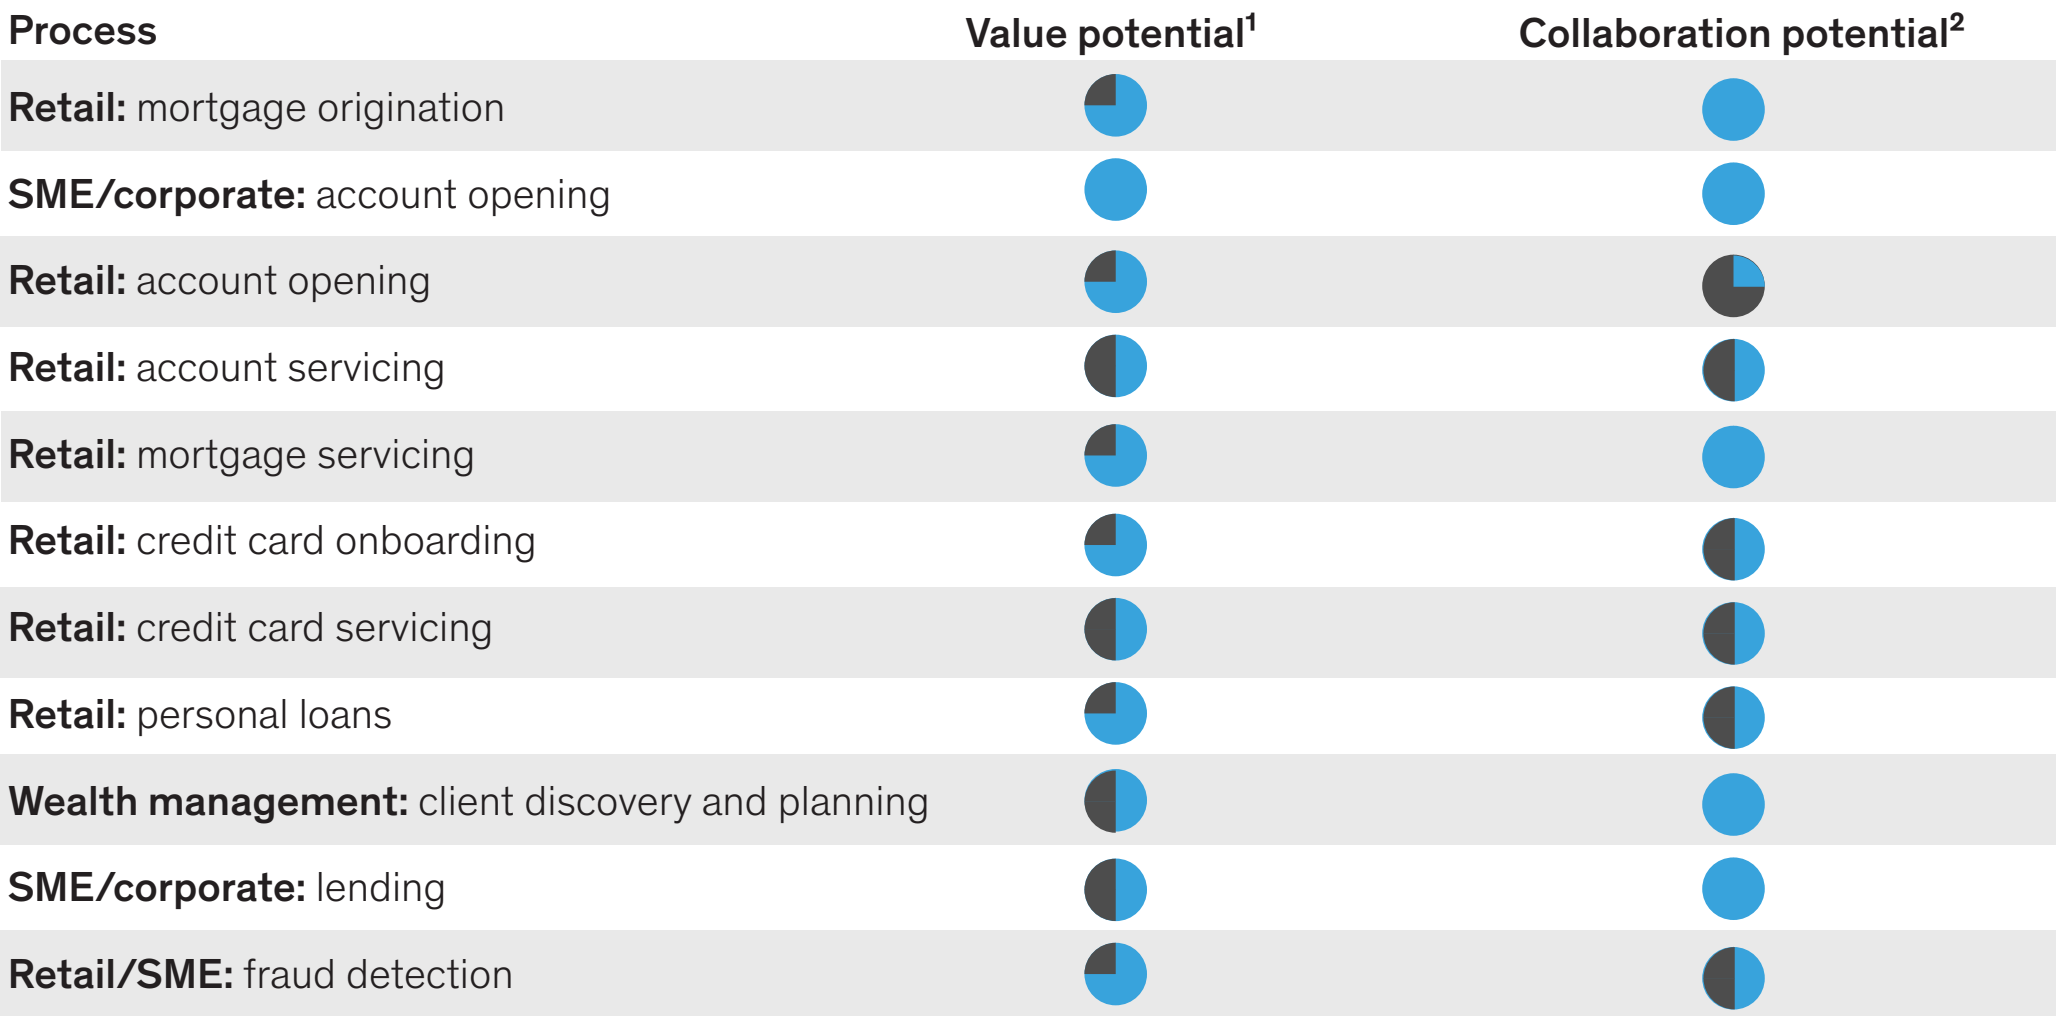 Process Value potential¹ Collaboration potential²
Retail: mortgage origination
SME/corporate: account opening
Retail: account opening
Retail: account servicing
Retail: mortgage servicing
Retail: credit card onboarding
Retail: credit card servicing
Retail: personal loans
Wealth management: client discovery and planning
SME/corporate: lending
Retail/SME: fraud detection